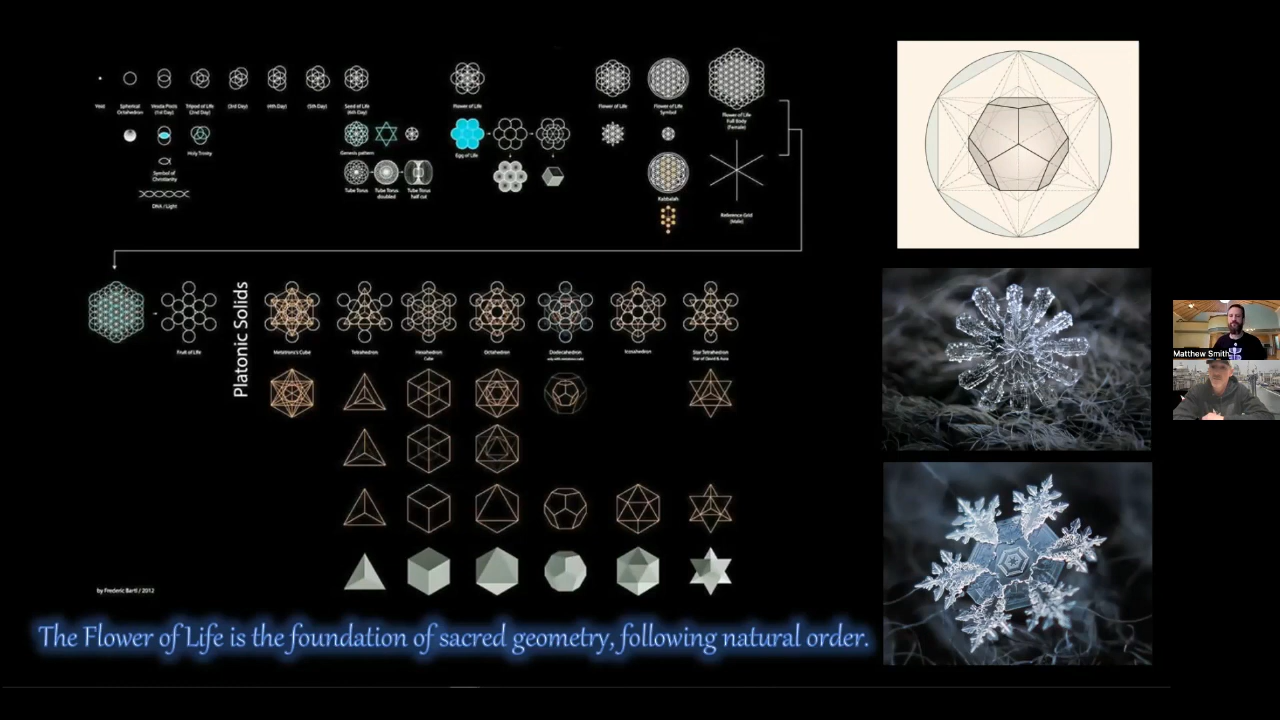 Void
Spherical
Octahedron
Vesica Piscis
(1st Day)
Tripod of Life
(2nd Day)
(3rd Day)
(4th Day)
(5th Day)
Seed of Life
(6th Day)
Flower of Life
Flower of Life
Flower of Life
Symbol
Flower of Life
Full Body
(Female)
Holy Trinity
Genesis pattern
Egg of Life
Symbol of
Christianity
Tube Torus
Tube Torus
doubled
Tube Torus
half cut
DNA / Light
Kabbalah
Reference Grid
(Male)
Platonic Solids
Fruit of Life
Metatron's Cube
Tetrahedron
Hexahedron
Cube
Octahedron
Dodecahedron
Icosahedron
Star Tetrahedron
by Frederic Bartl / 2012
The Flower of Life is the foundation of sacred geometry, following natural order.
Matthew Smith